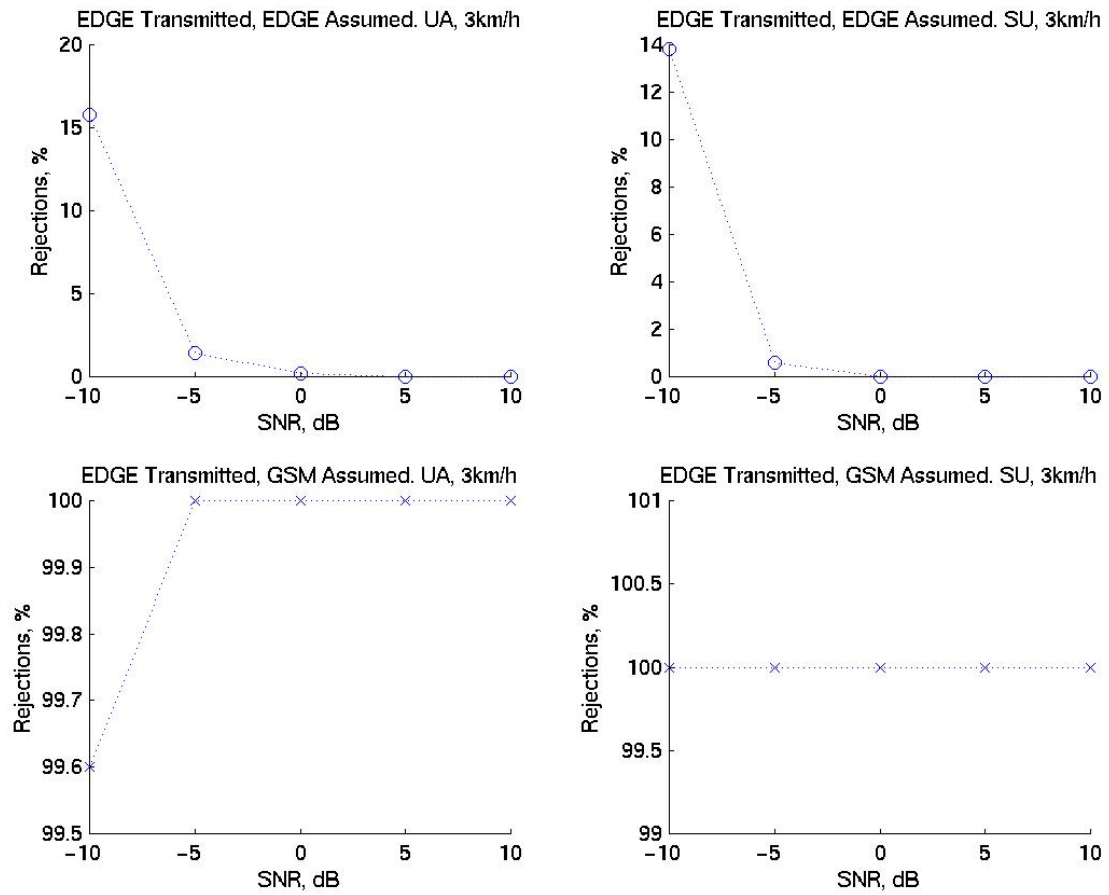 EDGE Transmitted, EDGE Assumed. UA, 3km/h
20
15
10
5
0
Rejections, %
−10 −5 0 5 10
SNR, dB
EDGE Transmitted, EDGE Assumed. SU, 3km/h
14
12
10
8
6
4
2
0
Rejections, %
−10 −5 0 5 10
SNR, dB
EDGE Transmitted, GSM Assumed. UA, 3km/h
100
99.9
99.8
99.7
99.6
99.5
Rejections, %
−10 −5 0 5 10
SNR, dB
EDGE Transmitted, GSM Assumed. SU, 3km/h
101
100.5
100
99.5
99
Rejections, %
−10 −5 0 5 10
SNR, dB